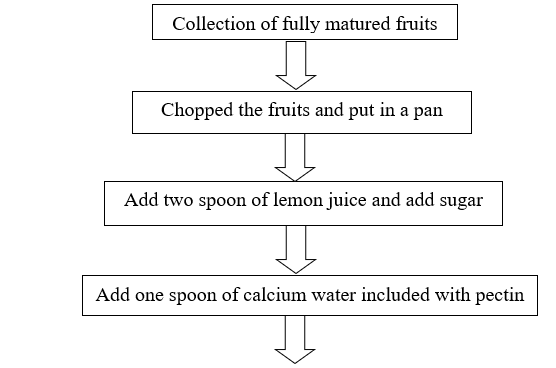 Collection of fully matured fruits
Chopped the fruits and put in a pan
Add two spoon of lemon juice and add sugar
Add one spoon of calcium water included with pectin